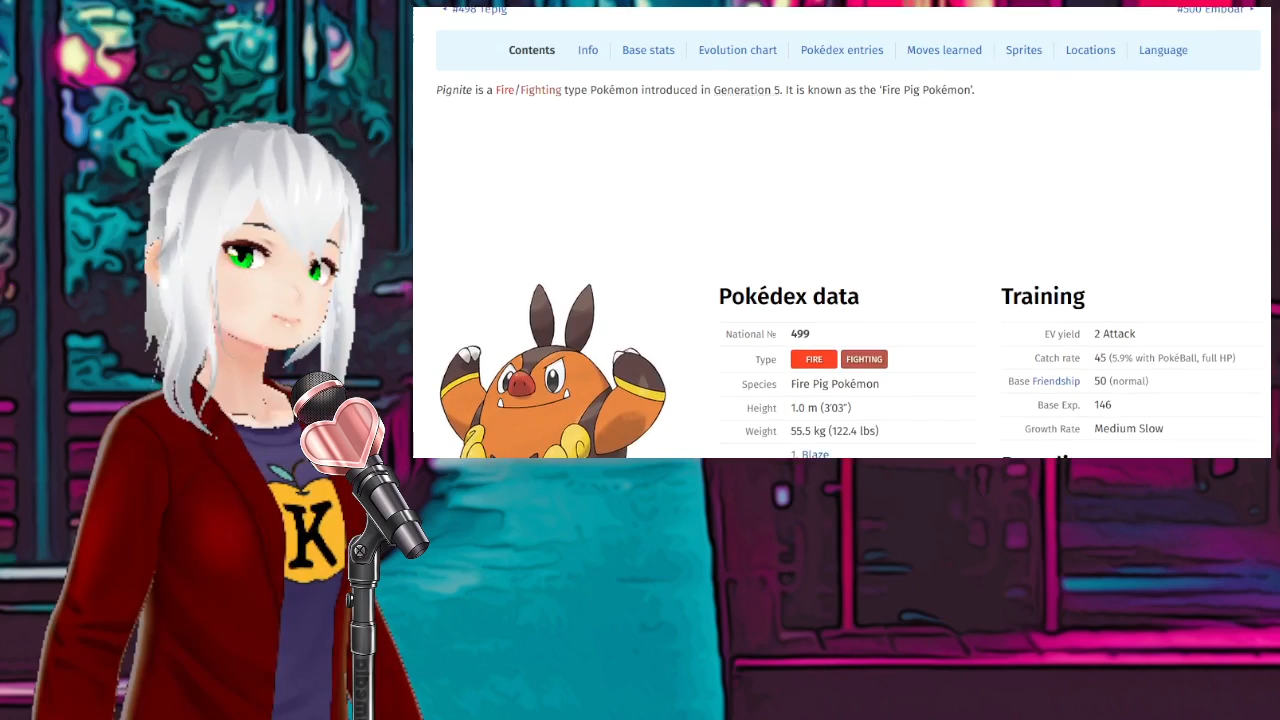 #498 Tepig
#500 Emboar
Contents Info Base stats Evolution chart Pokédex entries Moves learned Sprites Locations Language
Pignite is a Fire/Fighting type Pokémon introduced in Generation 5. It is known as the ‘Fire Pig Pokémon’.
Pokédex data
National № 499
Type FIRE FIGHTING
Species Fire Pig Pokémon
Height 1.0 m (3′03″)
Weight 55.5 kg (122.4 lbs)
1. Blaze
Training
EV yield 2 Attack
Catch rate 45 (5.9% with PokéBall, full HP)
Base Friendship 50 (normal)
Base Exp. 146
Growth Rate Medium Slow
K